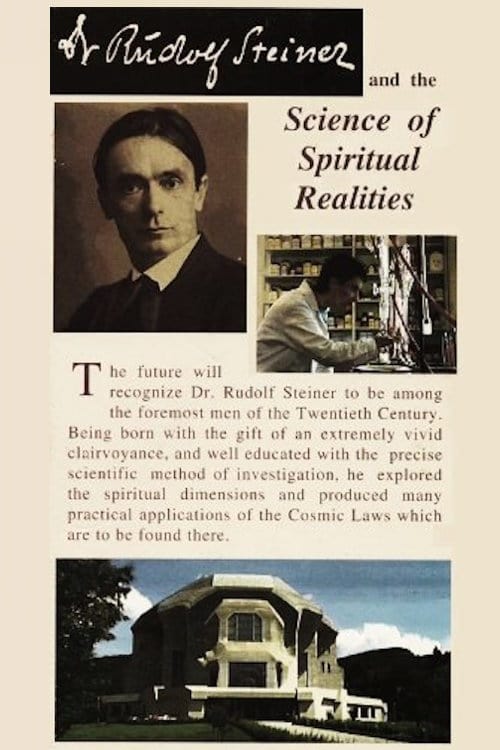 Dr Rudolf Steiner
and the
Science of
Spiritual
Realities
The future will
recognize Dr. Rudolf Steiner to be among
the foremost men of the Twentieth Century.
Being born with the gift of an extremely vivid
clairvoyance, and well educated with the precise
scientific method of investigation, he explored
the spiritual dimensions and produced many
practical applications of the Cosmic Laws which
are to be found there.